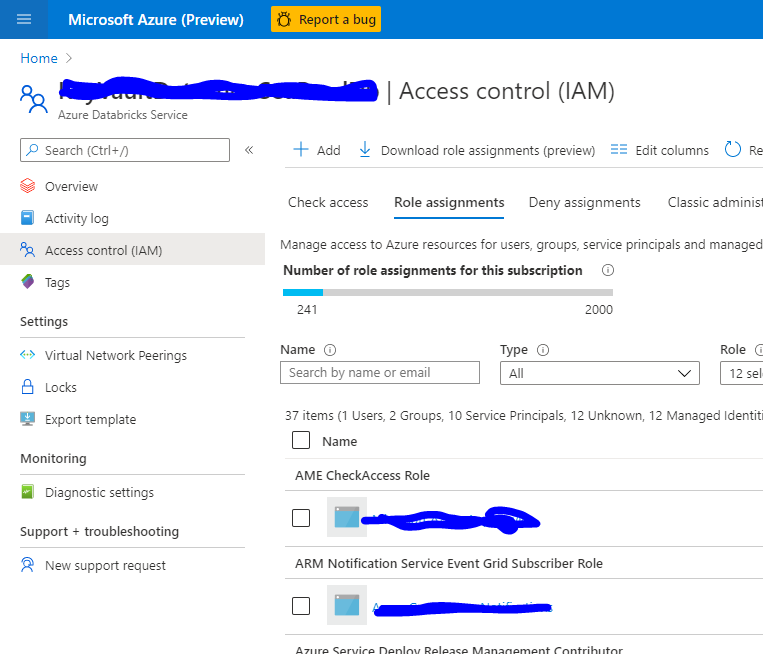 Microsoft Azure (Preview)
Report a bug
Home
| Access control (IAM)
Azure Databricks Service
Search (Ctrl+/)
«
Add
Download role assignments (preview)
Edit columns
Re
Overview
Activity log
Access control (IAM)
Tags
Settings
Virtual Network Peerings
Locks
Export template
Monitoring
Diagnostic settings
Support + troubleshooting
New support request
Check access
Role assignments
Deny assignments
Classic administ
Manage access to Azure resources for users, groups, service principals and managed
Number of role assignments for this subscription
241
2000
Name
Search by name or email
Type
All
Role
12 sel
37 items (1 Users, 2 Groups, 10 Service Principals, 12 Unknown, 12 Managed Identiti
Name
AME CheckAccess Role
ARM Notification Service Event Grid Subscriber Role
Azure Service Deploy Release Management Contributor